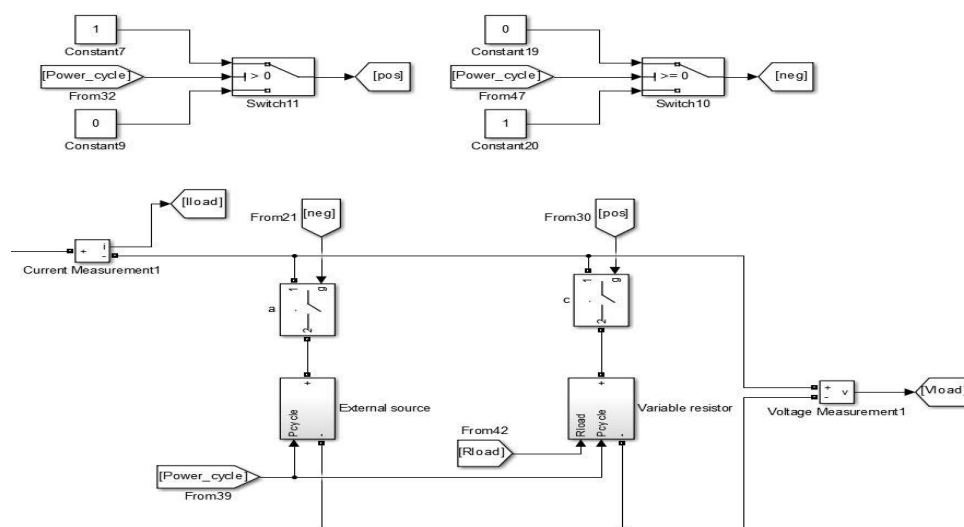 1
Constant7
[Power_cycle]
From32
0
Constant9
> 0
Switch11
[pos]
0
Constant19
[Power_cycle]
From47
1
Constant20
>= 0
Switch10
[neg]
[Iload]
i
+
-
Current Measurement1
From21
[neg]
From30
[pos]
1
g
a
2
1
g
c
2
+
Pcycle
-
External source
+
Rload
Pcycle
-
Variable resistor
From42
[Rload]
[Power_cycle]
From39
+
-
v
Voltage Measurement1
[Vload]